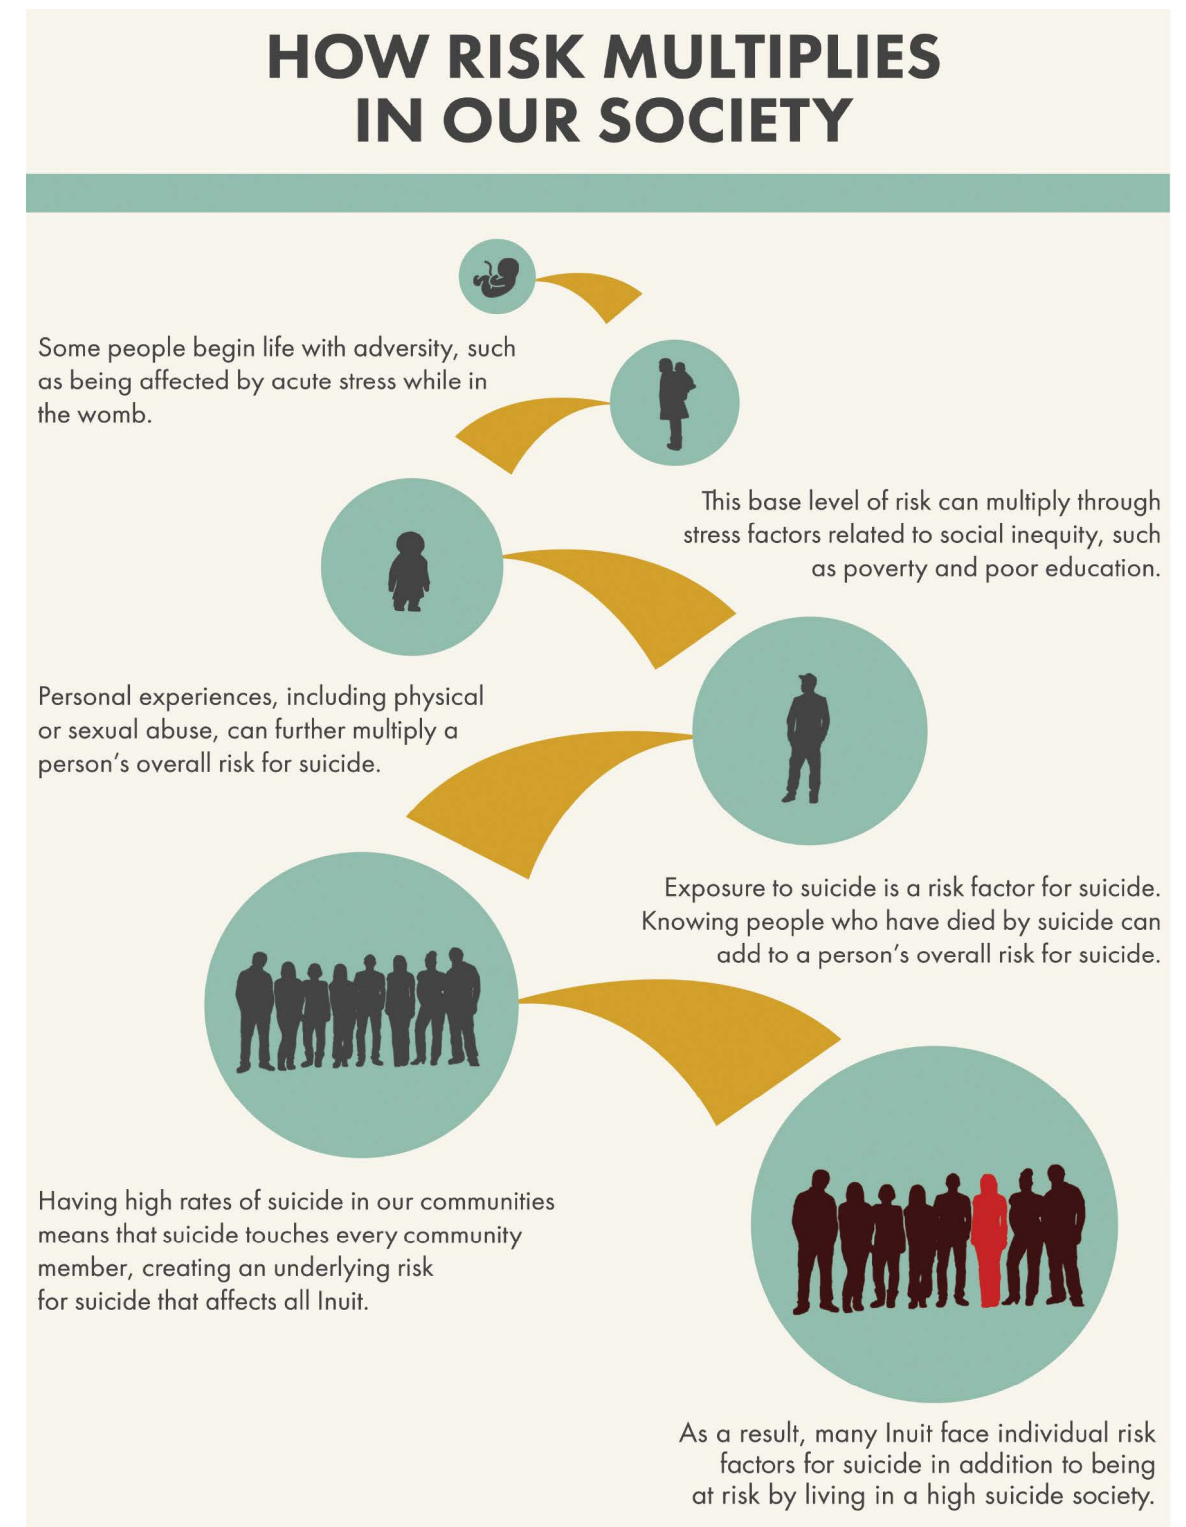 HOW RISK MULTIPLIES
IN OUR SOCIETY
Some people begin life with adversity, such
as being affected by acute stress while in
the womb.
This base level of risk can multiply through
stress factors related to social inequity, such
as poverty and poor education.
Personal experiences, including physical
or sexual abuse, can further multiply a
person's overall risk for suicide.
Exposure to suicide is a risk factor for suicide.
Knowing people who have died by suicide can
add to a person's overall risk for suicide.
Having high rates of suicide in our communities
means that suicide touches every community
member, creating an underlying risk
for suicide that affects all Inuit.
As a result, many Inuit face individual risk
factors for suicide in addition to being
at risk by living in a high suicide society.